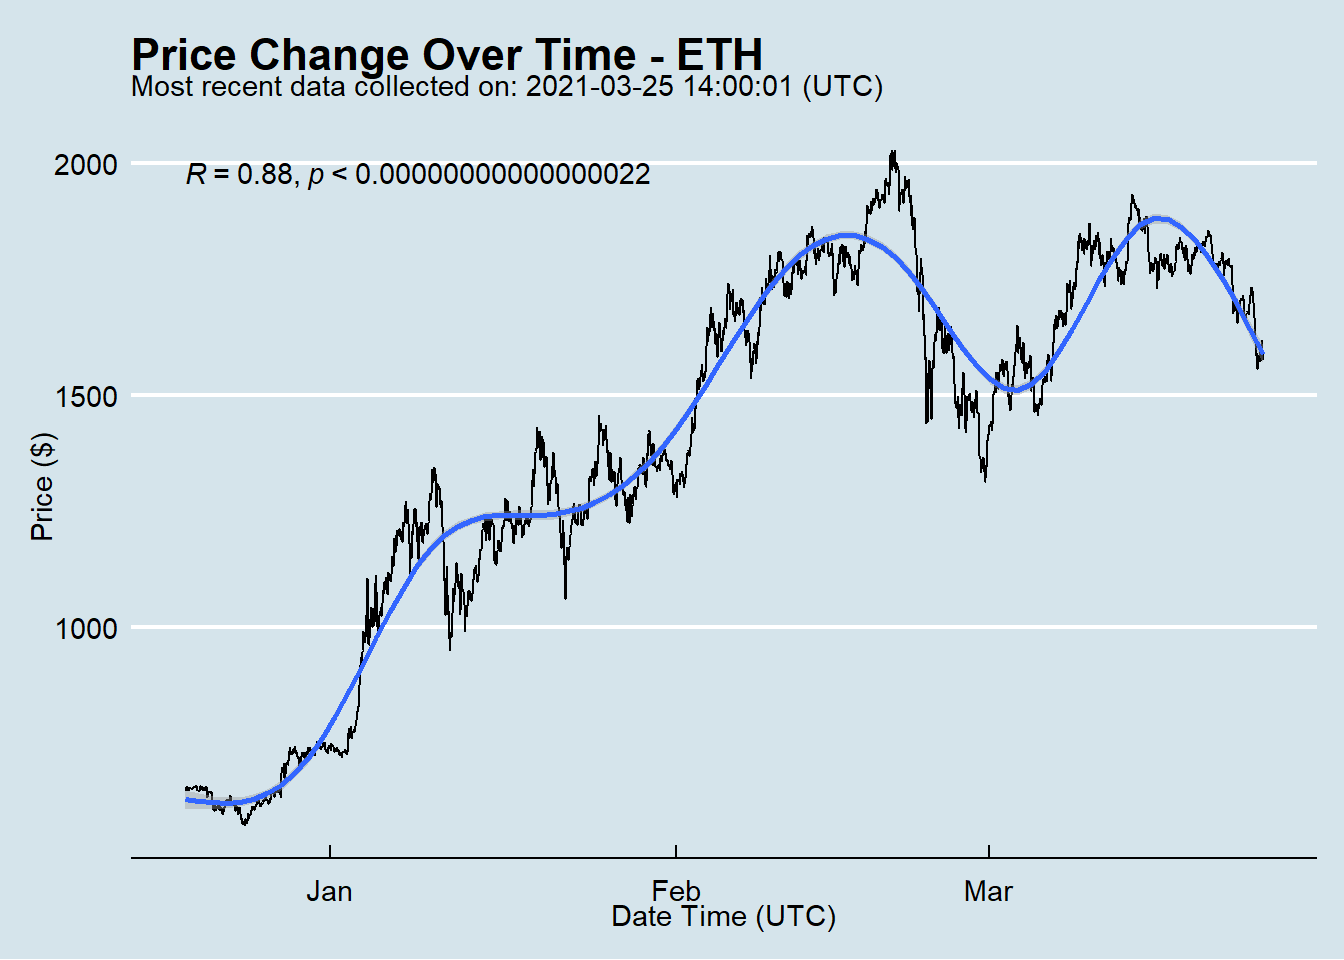 Price Change Over Time - ETH
Most recent data collected on: 2021-03-25 14:00:01 (UTC)
R = 0.88, p < 0.00000000000000022
2000
1500
1000
Price ($)
Jan
Feb
Mar
Date Time (UTC)